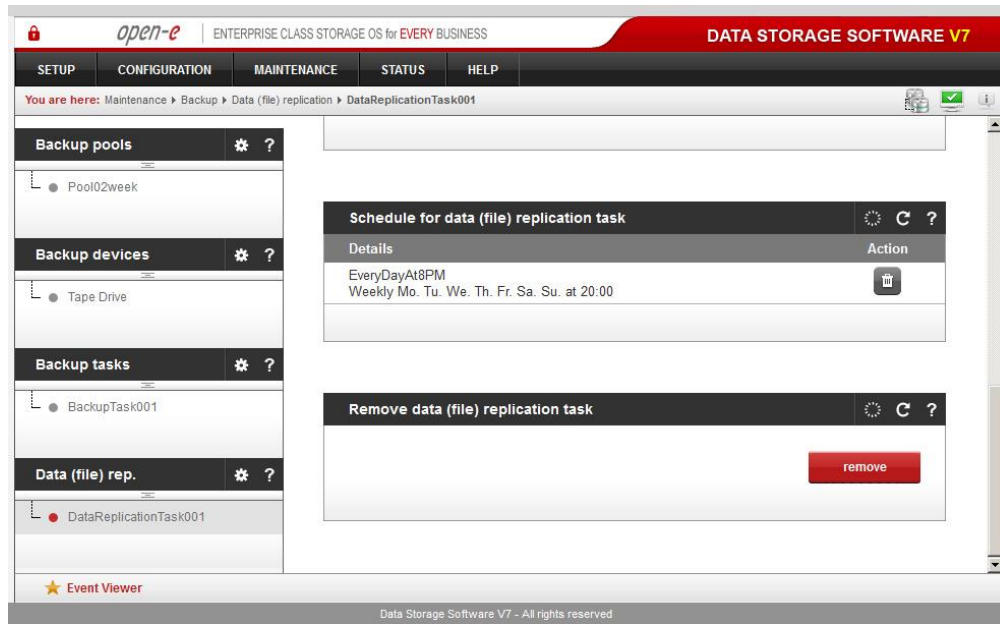 open-e ENTERPRISE CLASS STORAGE OS for EVERY BUSINESS DATA STORAGE SOFTWARE V7
SETUP CONFIGURATION MAINTENANCE STATUS HELP
You are here: Maintenance Backup Data (file) replication DataReplicationTask001
Backup pools ?
Pool02week
Backup devices ?
Tape Drive
Backup tasks ?
BackupTask001
Data (file) rep. ?
DataReplicationTask001
Schedule for data (file) replication task ?
Details Action
EveryDayAt8PM
Weekly Mo. Tu. We. Th. Fr. Sa. Su. at 20:00
Remove data (file) replication task ?
remove
Event Viewer
Data Storage Software V7 - All rights reserved